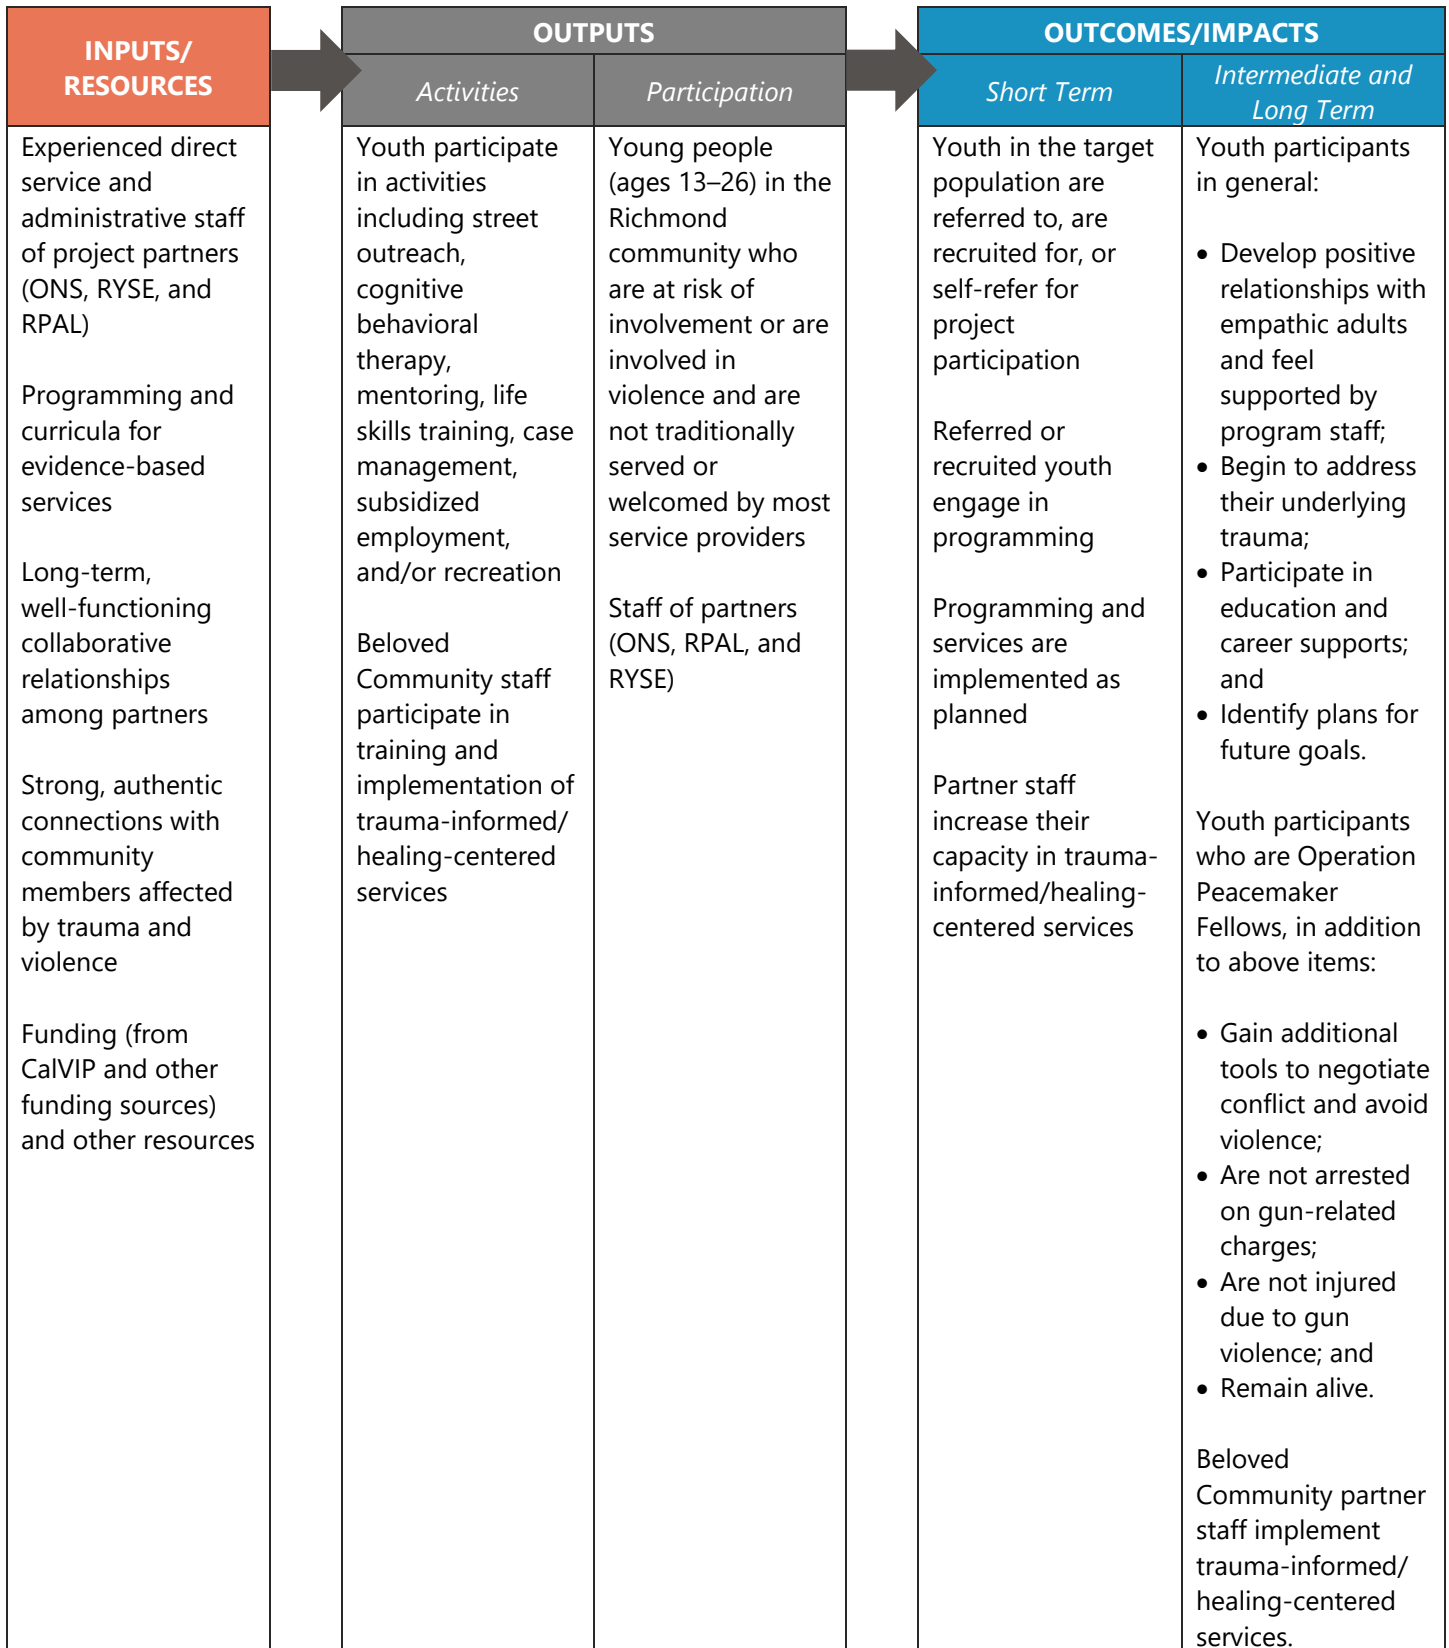 INPUTS/
RESOURCES
Experienced direct
service and
administrative staff
of project partners
(ONS, RYSE, and
RPAL)
Programming and
curricula for
evidence-based
services
Long-term,
well-functioning
collaborative
relationships
among partners
Strong, authentic
connections with
community
members affected
by trauma and
violence
Funding (from
CalVIP and other
funding sources)
and other resources
OUTPUTS
Activities
Youth participate
in activities
including street
outreach,
cognitive
behavioral
therapy,
mentoring, life
skills training, case
management,
subsidized
employment,
and/or recreation
Beloved
Community staff
participate in
training and
implementation of
trauma-informed/
healing-centered
services
Participation
Young people
(ages 13–26) in the
Richmond
community who
are at risk of
involvement or are
involved in
violence and are
not traditionally
served or
welcomed by most
service providers
Staff of partners
(ONS, RPAL, and
RYSE)
OUTCOMES/IMPACTS
Short Term
Youth in the target
population are
referred to, are
recruited for, or
self-refer for
project
participation
Referred or
recruited youth
engage in
programming
Programming and
services are
implemented as
planned
Partner staff
increase their
capacity in trauma-
informed/healing-
centered services
Intermediate and
Long Term
Youth participants
in general:
• Develop positive
relationships with
empathic adults
and feel
supported by
program staff;
• Begin to address
their underlying
trauma;
• Participate in
education and
career supports;
and
• Identify plans for
future goals.
Youth participants
who are Operation
Peacemaker
Fellows, in addition
to above items:
• Gain additional
tools to negotiate
conflict and avoid
violence;
• Are not arrested
on gun-related
charges;
• Are not injured
due to gun
violence; and
• Remain alive.
Beloved
Community partner
staff implement
trauma-informed/
healing-centered
services.